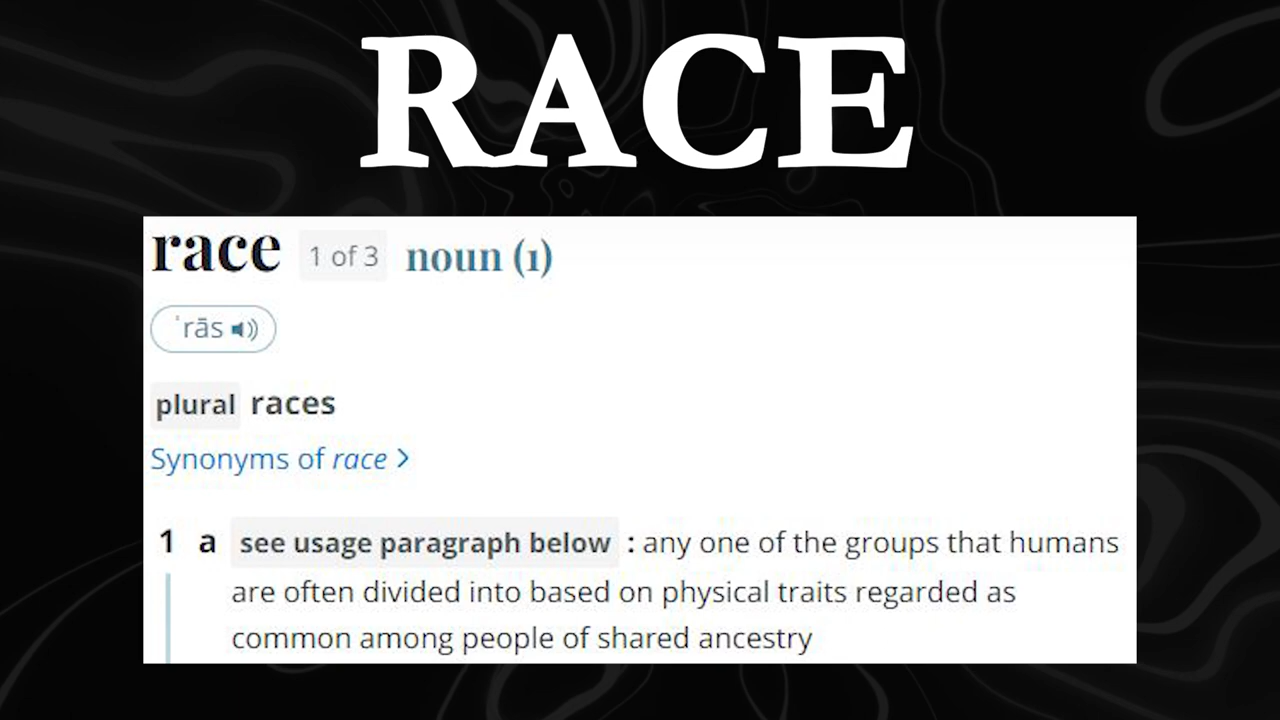 RACE
race 1 of 3 noun (1)
ˈrās
plural races
Synonyms of race >
1 a see usage paragraph below : any one of the groups that humans
are often divided into based on physical traits regarded as
common among people of shared ancestry